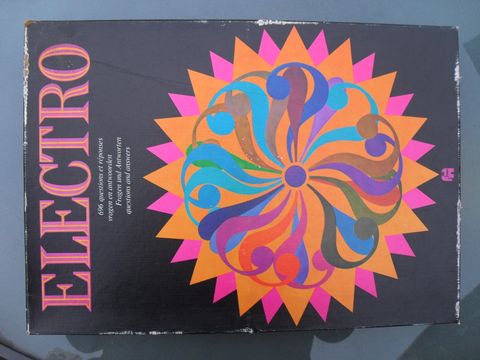 ELECTRO
696 questions et réponses
vragen en antwoorden
Fragen und Antworten
questions and answers